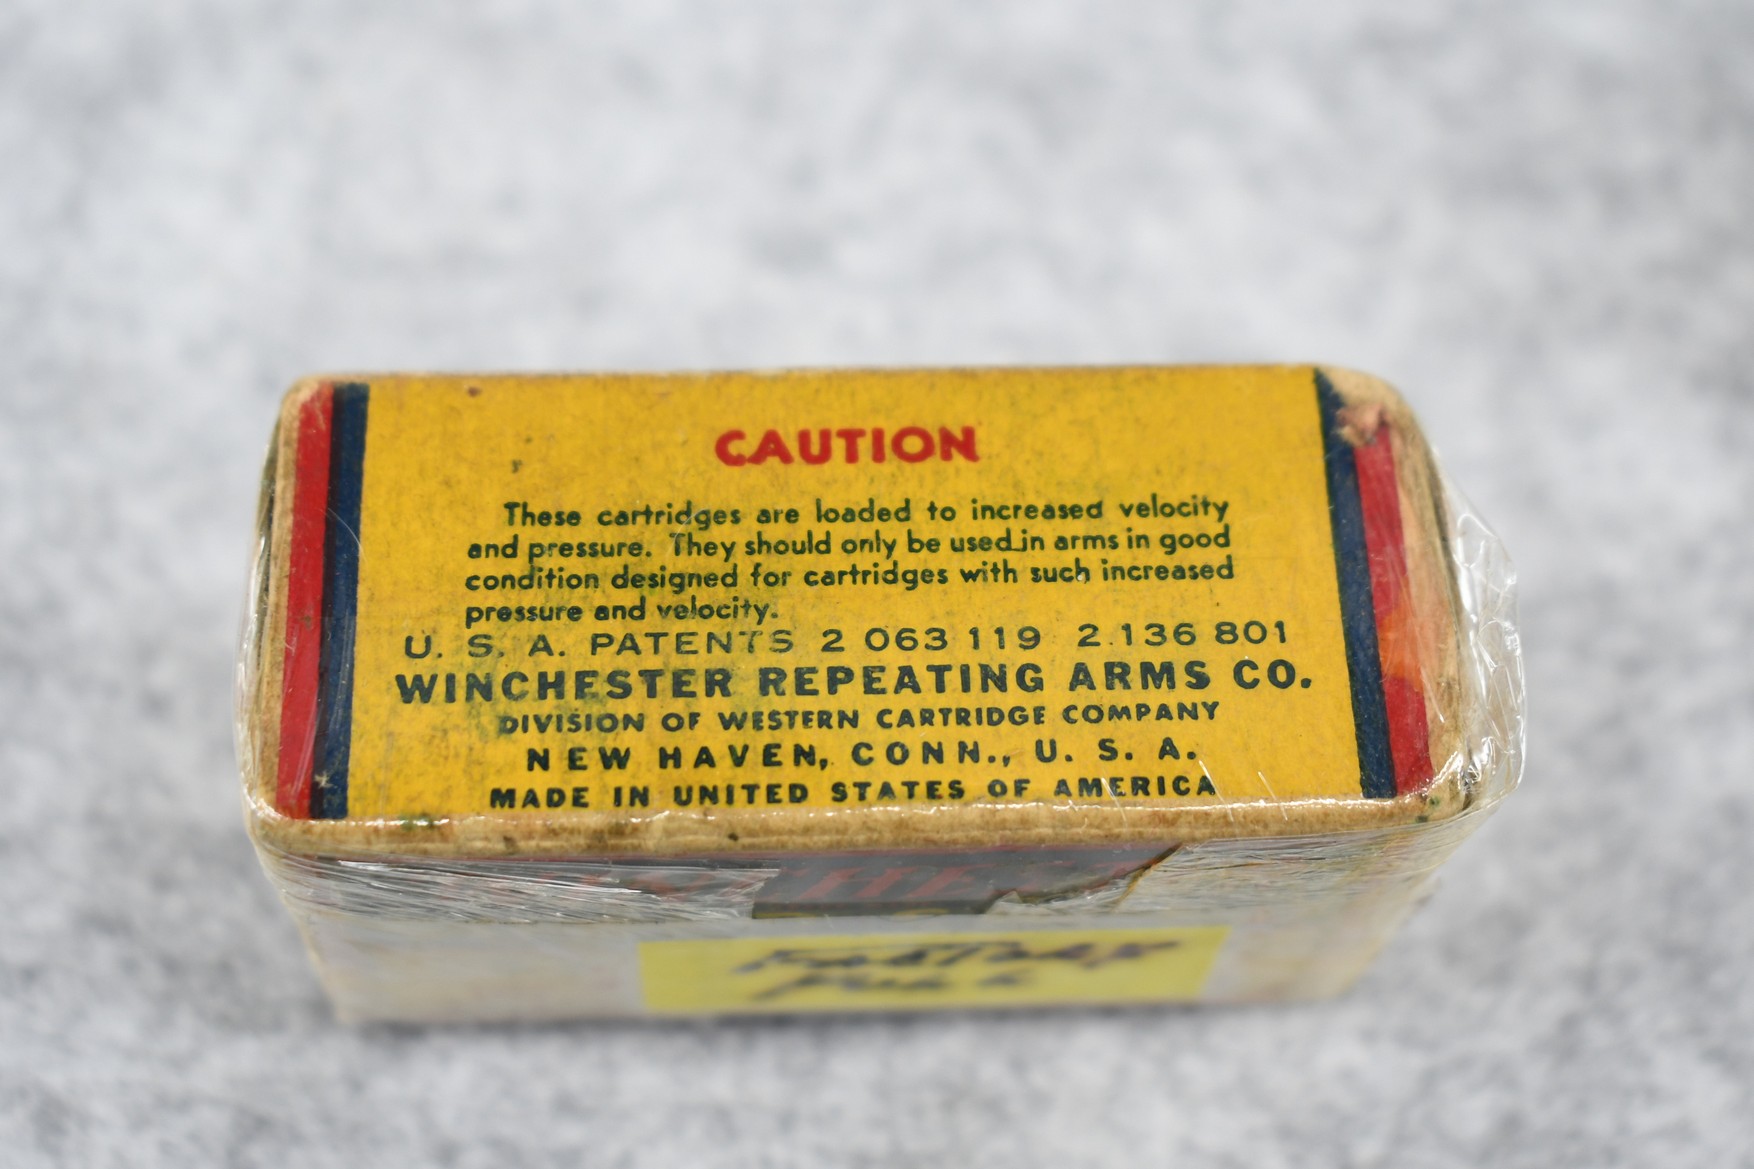 CAUTION
These cartridges are loaded to increased velocity
and pressure. They should only be used in arms in good
condition designed for cartridges with such increased
pressure and velocity.
U. S. A. PATENTS 2 063 119 2.136 801
WINCHESTER REPEATING ARMS CO.
DIVISION OF WESTERN CARTRIDGE COMPANY
NEW HAVEN, CONN., U. S. A.
MADE IN UNITED STATES OF AMERICA